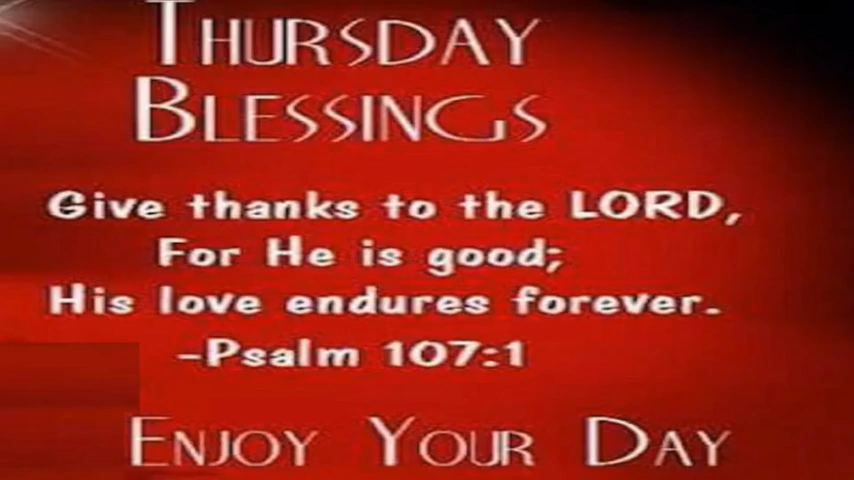 THURSDAY
BLESSINGS
Give thanks to the LORD,
For He is good;
His love endures forever.
-Psalm 107:1
ENJOY YOUR DAY